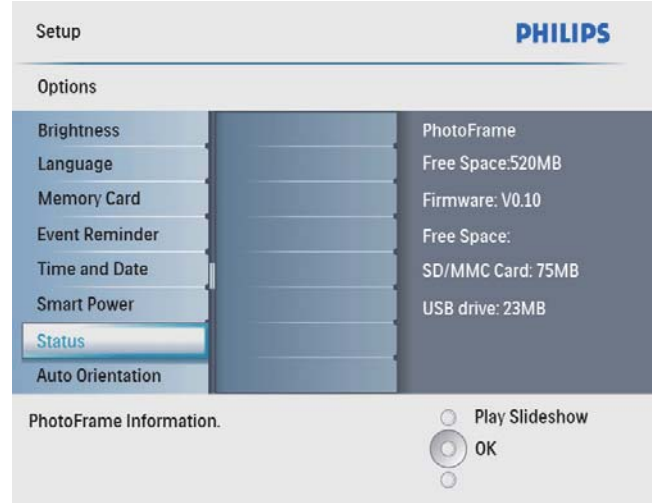 Setup
PHILIPS
Options
Brightness
Language
Memory Card
Event Reminder
Time and Date
Smart Power
Status
Auto Orientation
PhotoFrame
Free Space:520MB
Firmware: V0.10
Free Space:
SD/MMC Card: 75MB
USB drive: 23MB
PhotoFrame Information.
Play Slideshow
OK